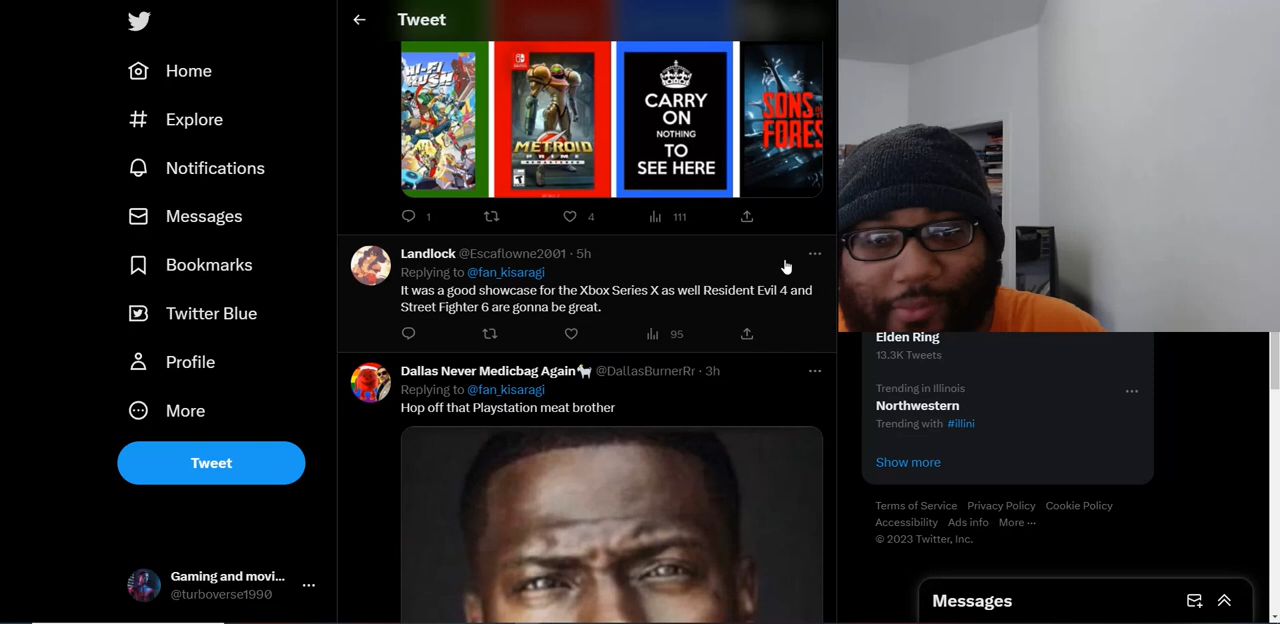 Tweet
Home
Explore
Notifications
Messages
Bookmarks
Twitter Blue
Profile
More
Tweet
Gaming and movi...
@turboverse1990
HI-FI
RUSH
METROID
PRIME
REMASTERED
T
CARRY
ON
NOTHING
TO
SEE HERE
SONS
FORES
1
4
111
Landlock @Escaflowne2001 · 5h
Replying to @fan_kisaragi
It was a good showcase for the Xbox Series X as well Resident Evil 4 and
Street Fighter 6 are gonna be great.
95
Dallas Never Medicbag Again🐐 @DallasBurnerRr · 3h
Replying to @fan_kisaragi
Hop off that Playstation meat brother
Elden Ring
13.3K Tweets
Trending in Illinois
Northwestern
Trending with #illini
Show more
Terms of Service Privacy Policy Cookie Policy
Accessibility Ads info More ···
© 2023 Twitter, Inc.
Messages